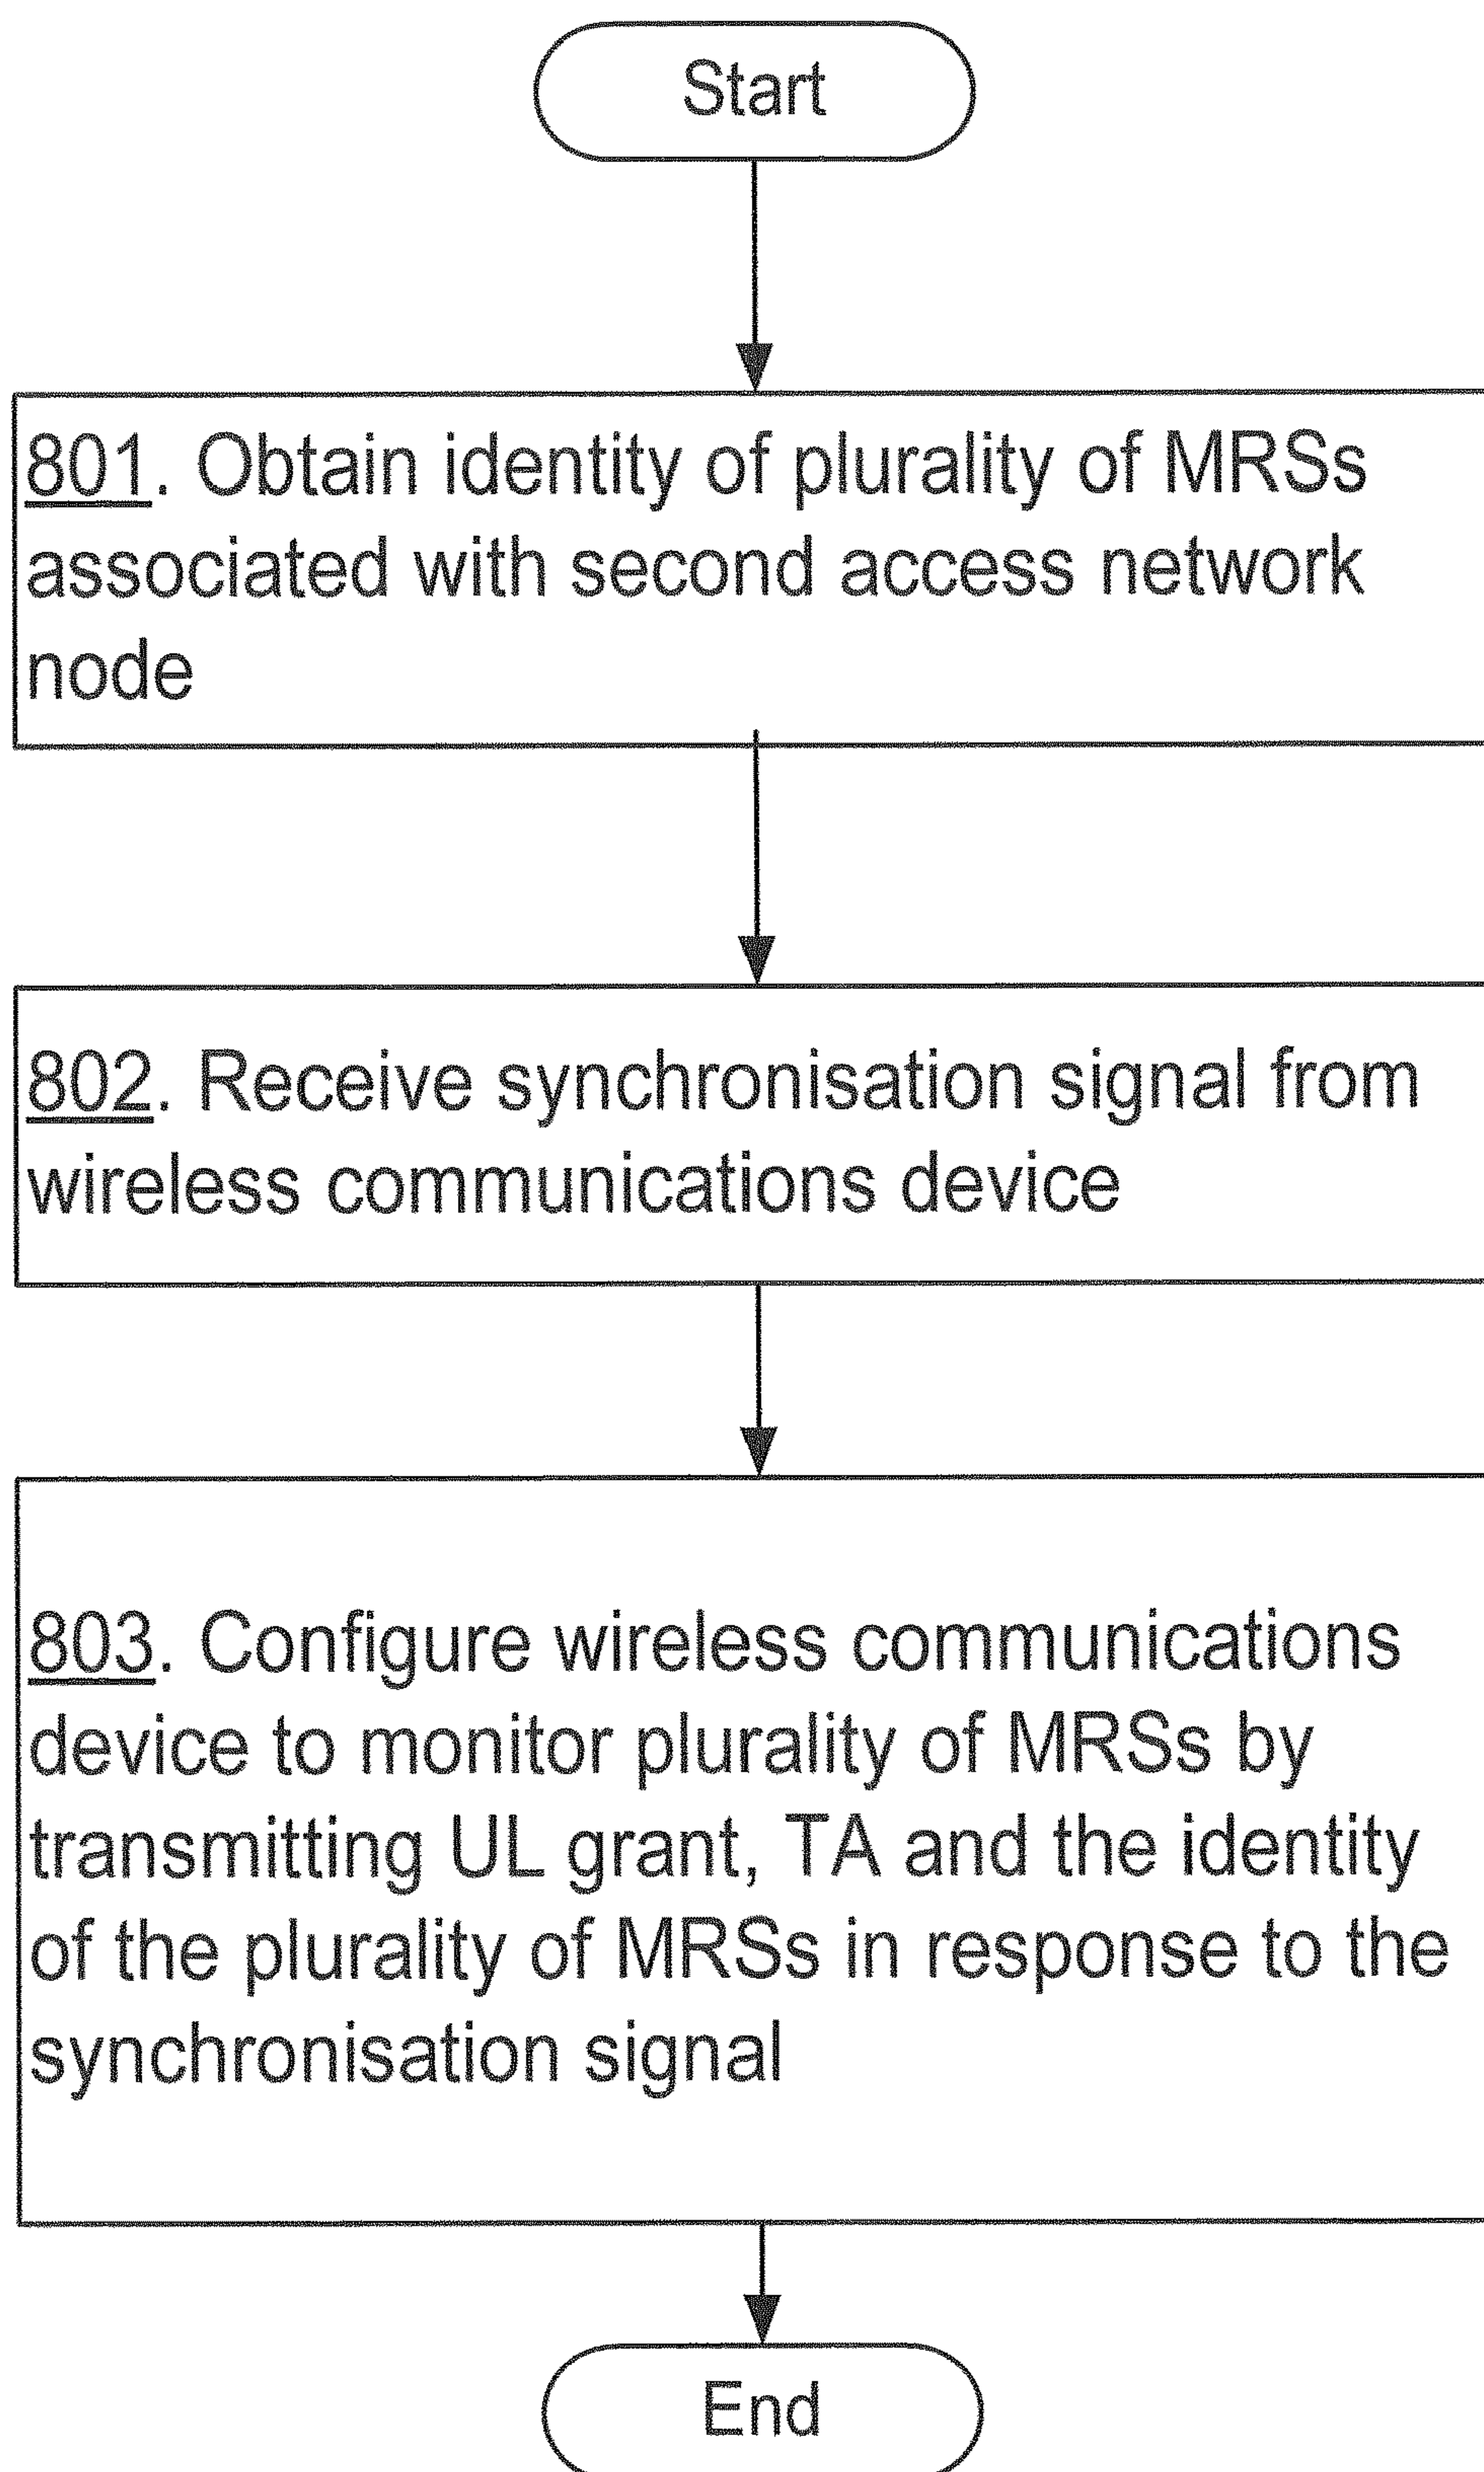 Start
801. Obtain identity of plurality of MRSs
associated with second access network
node
802. Receive synchronisation signal from
wireless communications device
803. Configure wireless communications
device to monitor plurality of MRSs by
transmitting UL grant, TA and the identity
of the plurality of MRSs in response to the
synchronisation signal
End